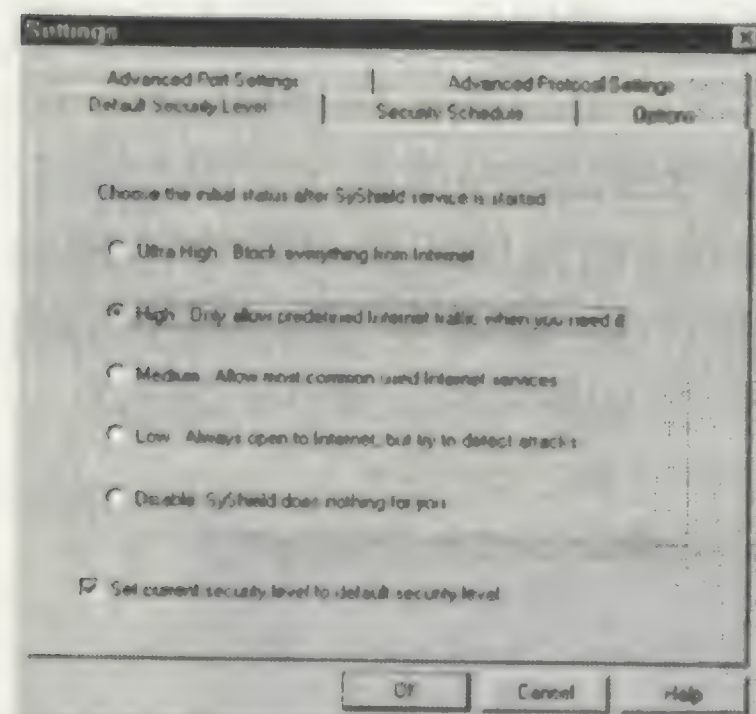 Settings
Advanced Port Settings
Advanced Protocol Settings
Default Security Level
Security Schedule
Options
Choose the initial status after SyShield service is started
Ultra High Block everything from Internet
High Only allow predefined Internet traffic when you need it
Medium Allow most common used Internet services
Low Always open to Internet, but try to detect attacks
Disable SyShield does nothing for you
Set current security level to default security level
OK
Cancel
Help